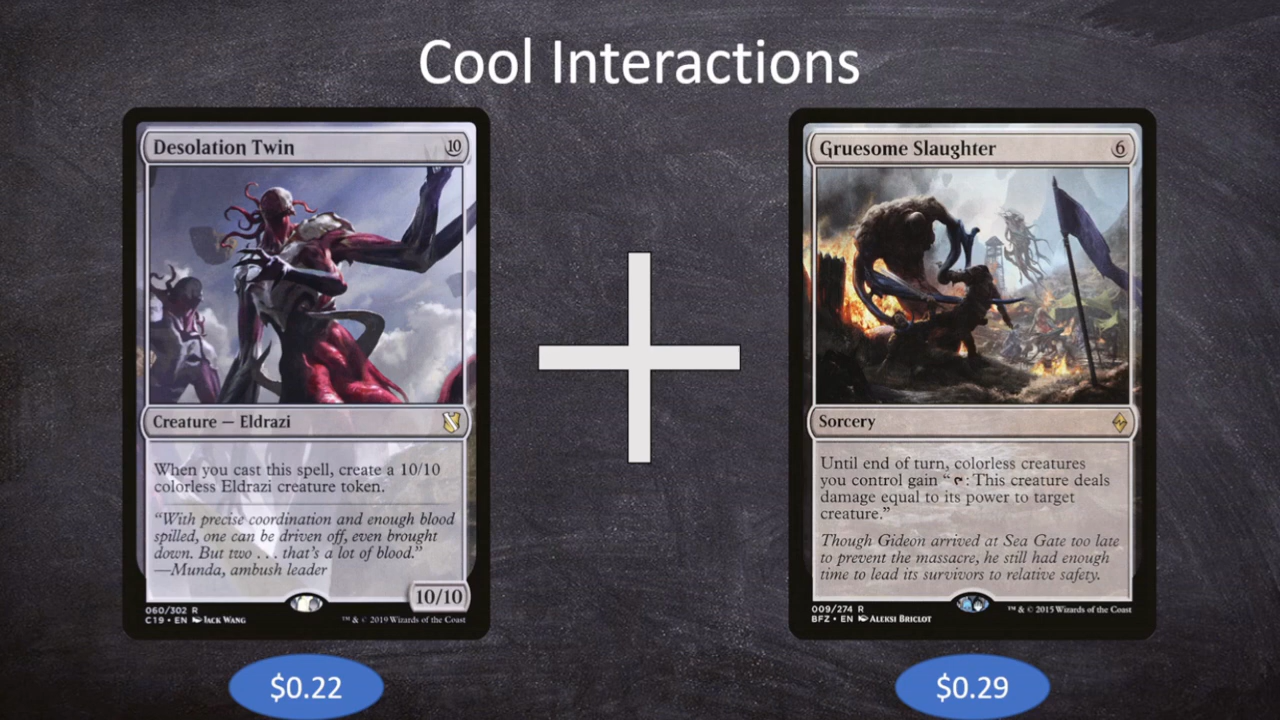 Cool Interactions
Desolation Twin 10
Creature — Eldrazi
When you cast this spell, create a 10/10
colorless Eldrazi creature token.
“With precise coordination and enough blood
spilled, one can be driven off, even brought
down. But two . . . that’s a lot of blood.”
—Munda, ambush leader
10/10
060/302 R
C19 • EN Jack Wang
™ & © 2019 Wizards of the Coast
$0.22
Gruesome Slaughter 6
Sorcery
Until end of turn, colorless creatures
you control gain “: This creature deals
damage equal to its power to target
creature.”
Though Gideon arrived at Sea Gate too late
to prevent the massacre, he still had enough
time to lead its survivors to relative safety.
009/274 R
BFZ • EN Aleksi Briclot
™ & © 2015 Wizards of the Coast
$0.29